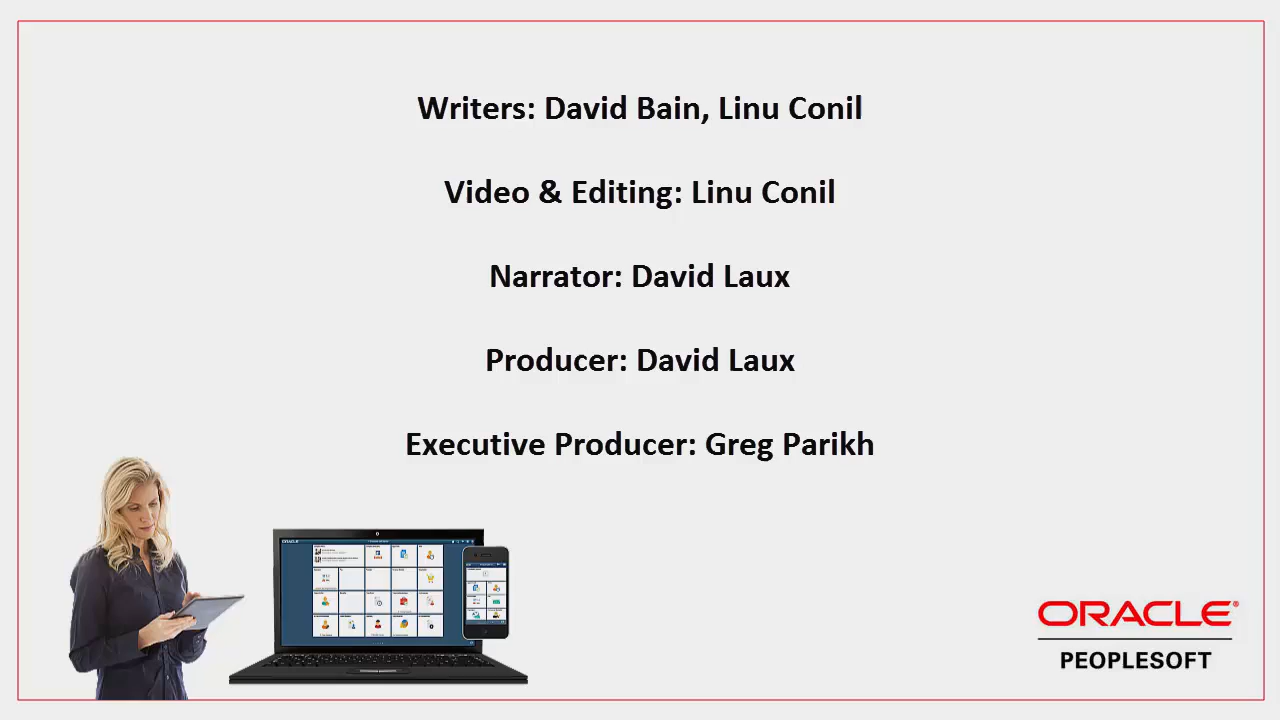 Writers: David Bain, Linu Conil
Video & Editing: Linu Conil
Narrator: David Laux
Producer: David Laux
Executive Producer: Greg Parikh
ORACLE
ORACLE®
PEOPLESOFT